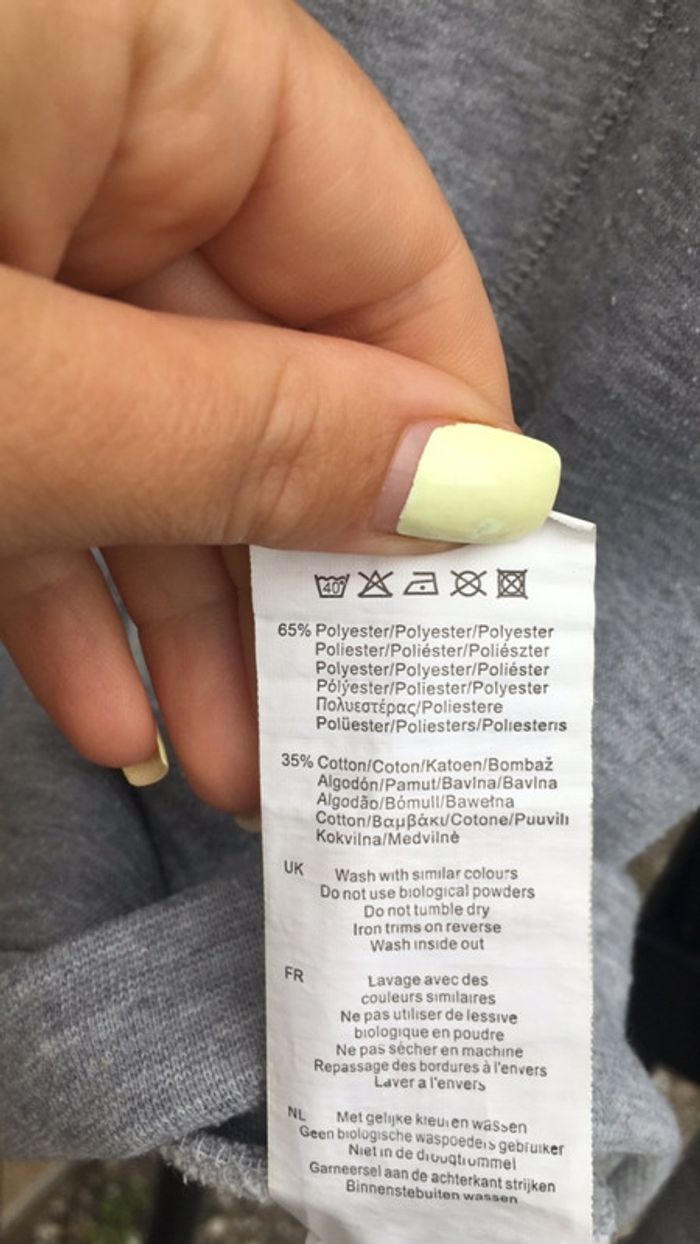 40°
65% Polyester/Polyester/Polyester
Poliester/Poliéster/Poliészter
Polyester/Polyester/Poliéster
Pólýester/Poliester/Polyester
Πολυεστέρας/Poliestere
Polüester/Poliesters/Poliesteris
35% Cotton/Coton/Katoen/Bombaž
Algodón/Pamut/Bavlna/Bavlna
Algodão/Bómull/Bawełna
Cotton/Βαμβάκι/Cotone/Puuvill
Kokvilna/Medvilnė
UK Wash with similar colours
Do not use biological powders
Do not tumble dry
Iron trims on reverse
Wash inside out
FR Lavage avec des
couleurs similaires
Ne pas utiliser de lessive
biologique en poudre
Ne pas sécher en machine
Repassage des bordures à l'envers
Laver a l'envers
NL Met gelijke kleuren wassen
Geen biologische waspoeders gebruiker
Niet in de droogtrommel
Garneersel aan de achterkant strijken
Binnenstebuiten wassen